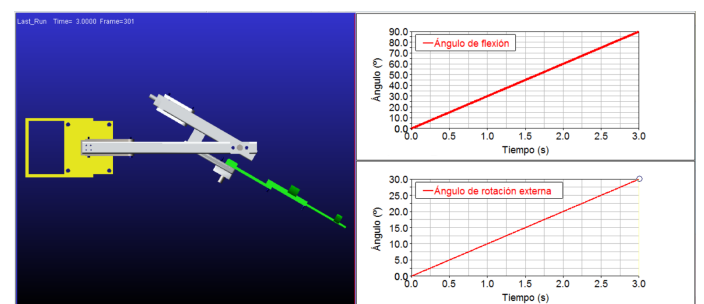 Last_Run Time= 3.0000 Frame=301
Ángulo de flexión
Ángulo (º)
90.0
80.0
70.0
60.0
50.0
40.0
30.0
20.0
10.0
0.0
0.0 0.5 1.0 1.5 2.0 2.5 3.0
Tiempo (s)
Ángulo de rotación externa
Ángulo (º)
30.0
25.0
20.0
15.0
10.0
5.0
0.0
0.0 0.5 1.0 1.5 2.0 2.5 3.0
Tiempo (s)